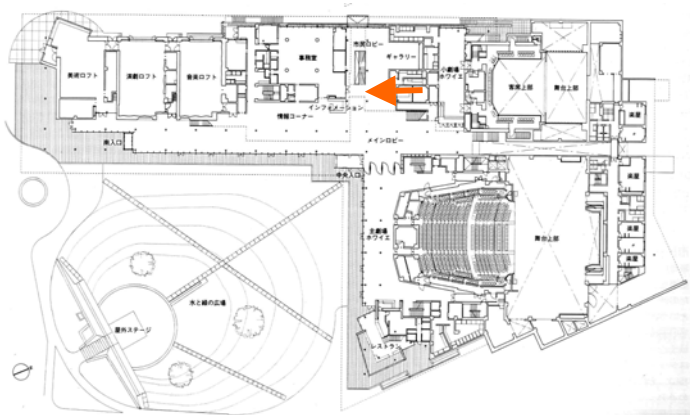 美術ロフト
演劇ロフト
音楽ロフト
事務室
市民ロビー
ギャラリー
小劇場
ホワイエ
客席上部
舞台上部
楽屋
インフォメーション
情報コーナー
メインロビー
南入口
中央入口
主劇場
ホワイエ
舞台上部
楽屋
楽屋
楽屋
水と緑の広場
屋外ステージ
レストラン